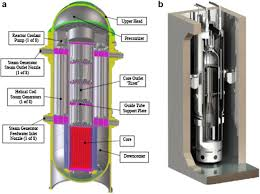 a
b
Upper Head
Pressurizer
Reactor Coolant
Pump (1 of 8)
Steam Generator
Steam Outlet Nozzle
(1 of 8)
Helical Coil
Steam Generator
(1 of 8)
Steam Generator
Feedwater Inlet
Nozzle (1 of 8)
Core Outlet
"Riser"
Guide Tube
Support Plate
Core
Downcomer